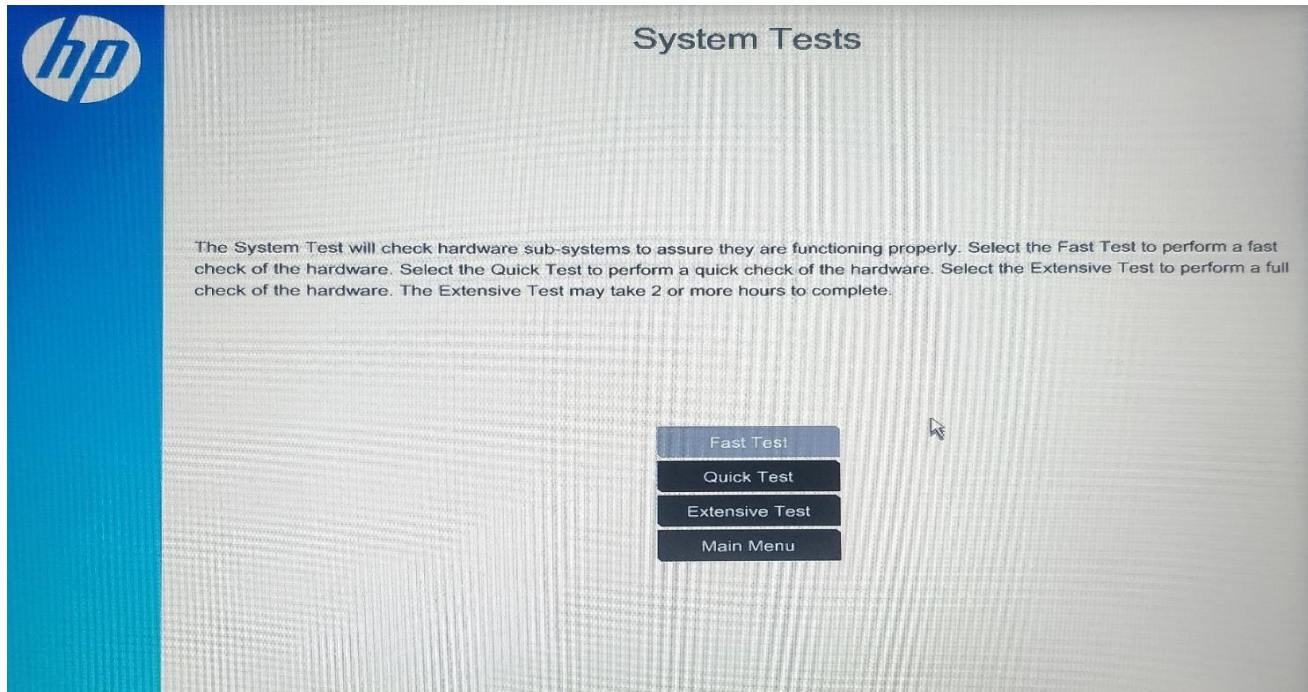 hp
System Tests
The System Test will check hardware sub-systems to assure they are functioning properly. Select the Fast Test to perform a fast
check of the hardware. Select the Quick Test to perform a quick check of the hardware. Select the Extensive Test to perform a full
check of the hardware. The Extensive Test may take 2 or more hours to complete.
Fast Test
Quick Test
Extensive Test
Main Menu